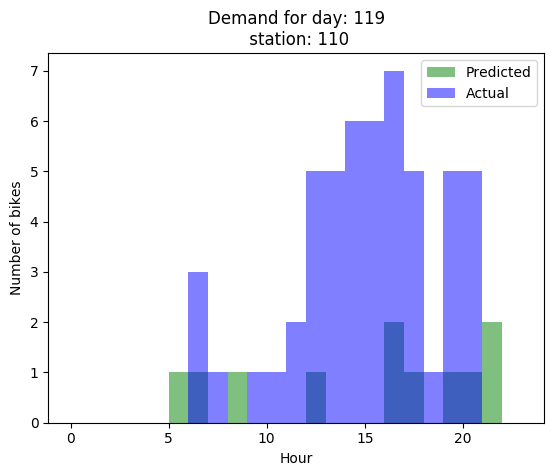 Demand for day: 119
station: 110
Predicted
Actual
Number of bikes
7
6
5
4
3
2
1
0
0 5 10 15 20
Hour